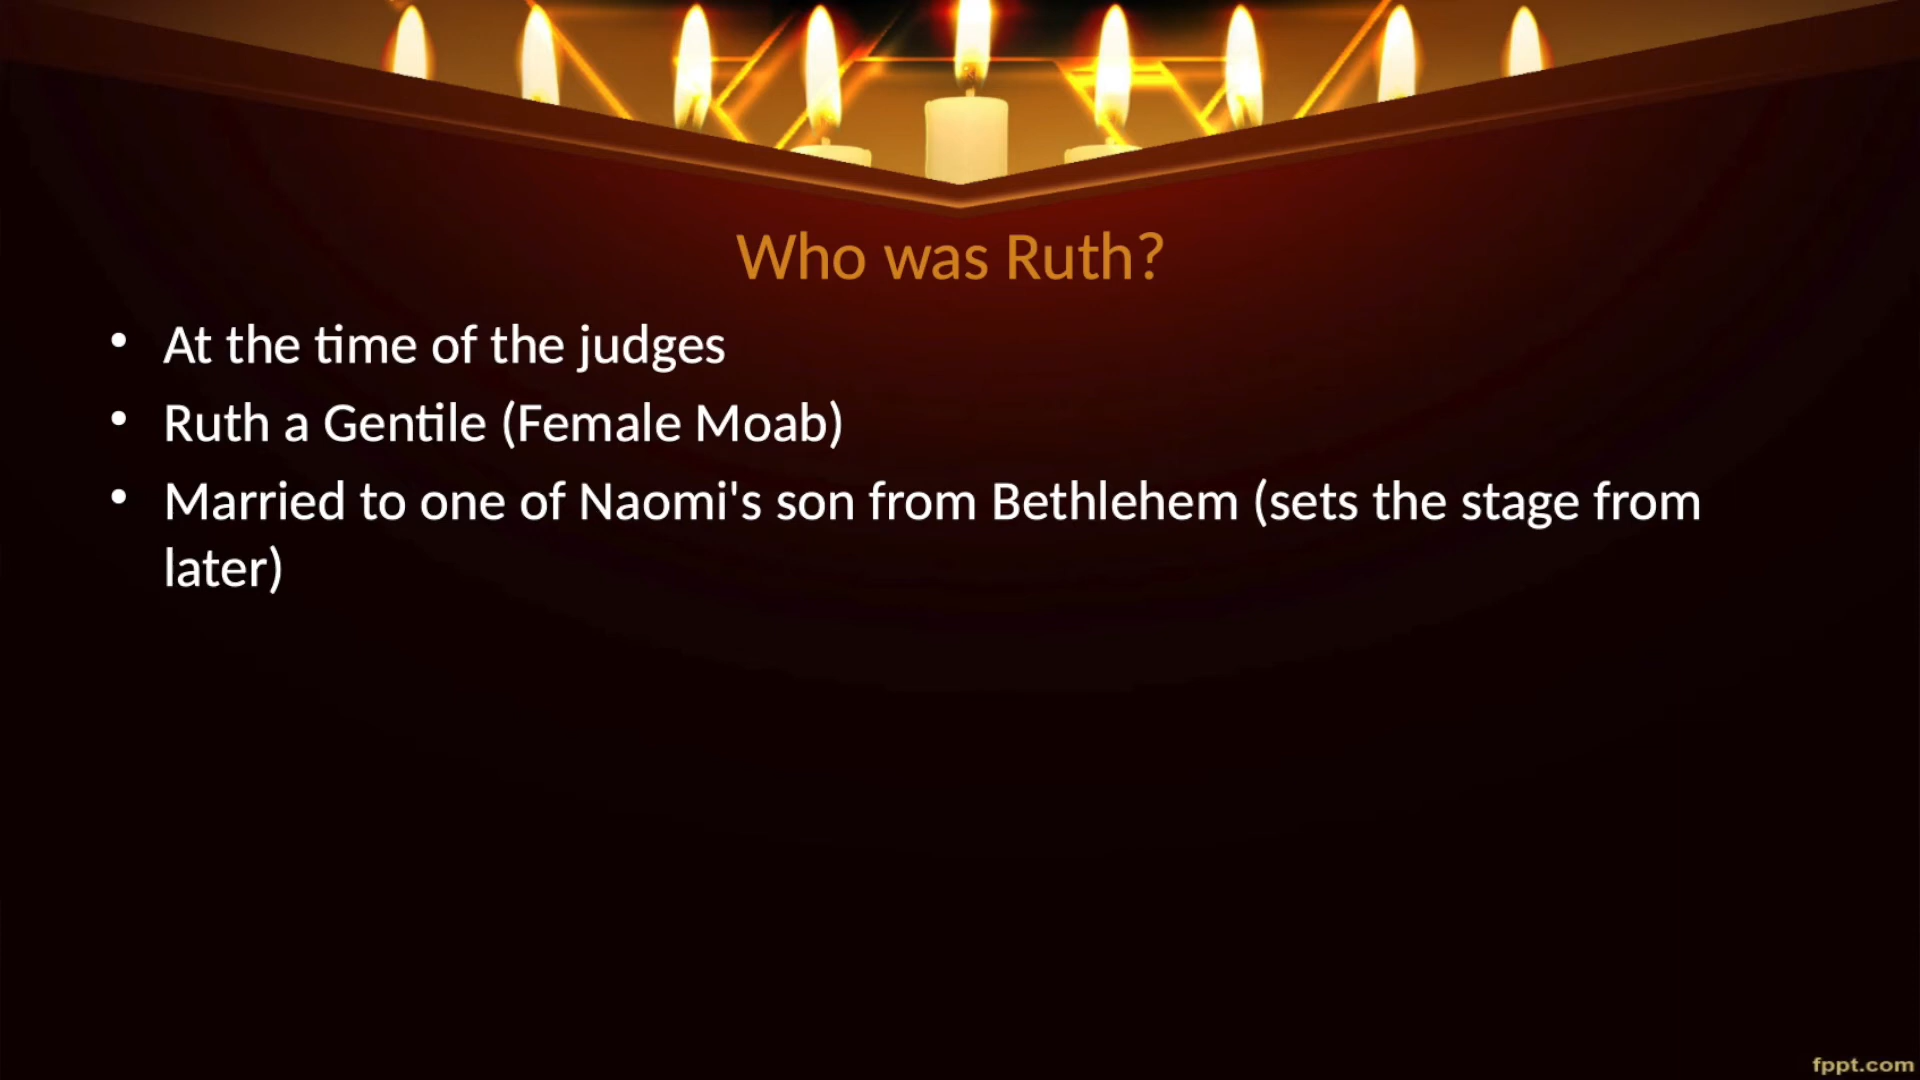 Who was Ruth?
• At the time of the judges
• Ruth a Gentile (Female Moab)
• Married to one of Naomi's son from Bethlehem (sets the stage from
later)
fppt.com